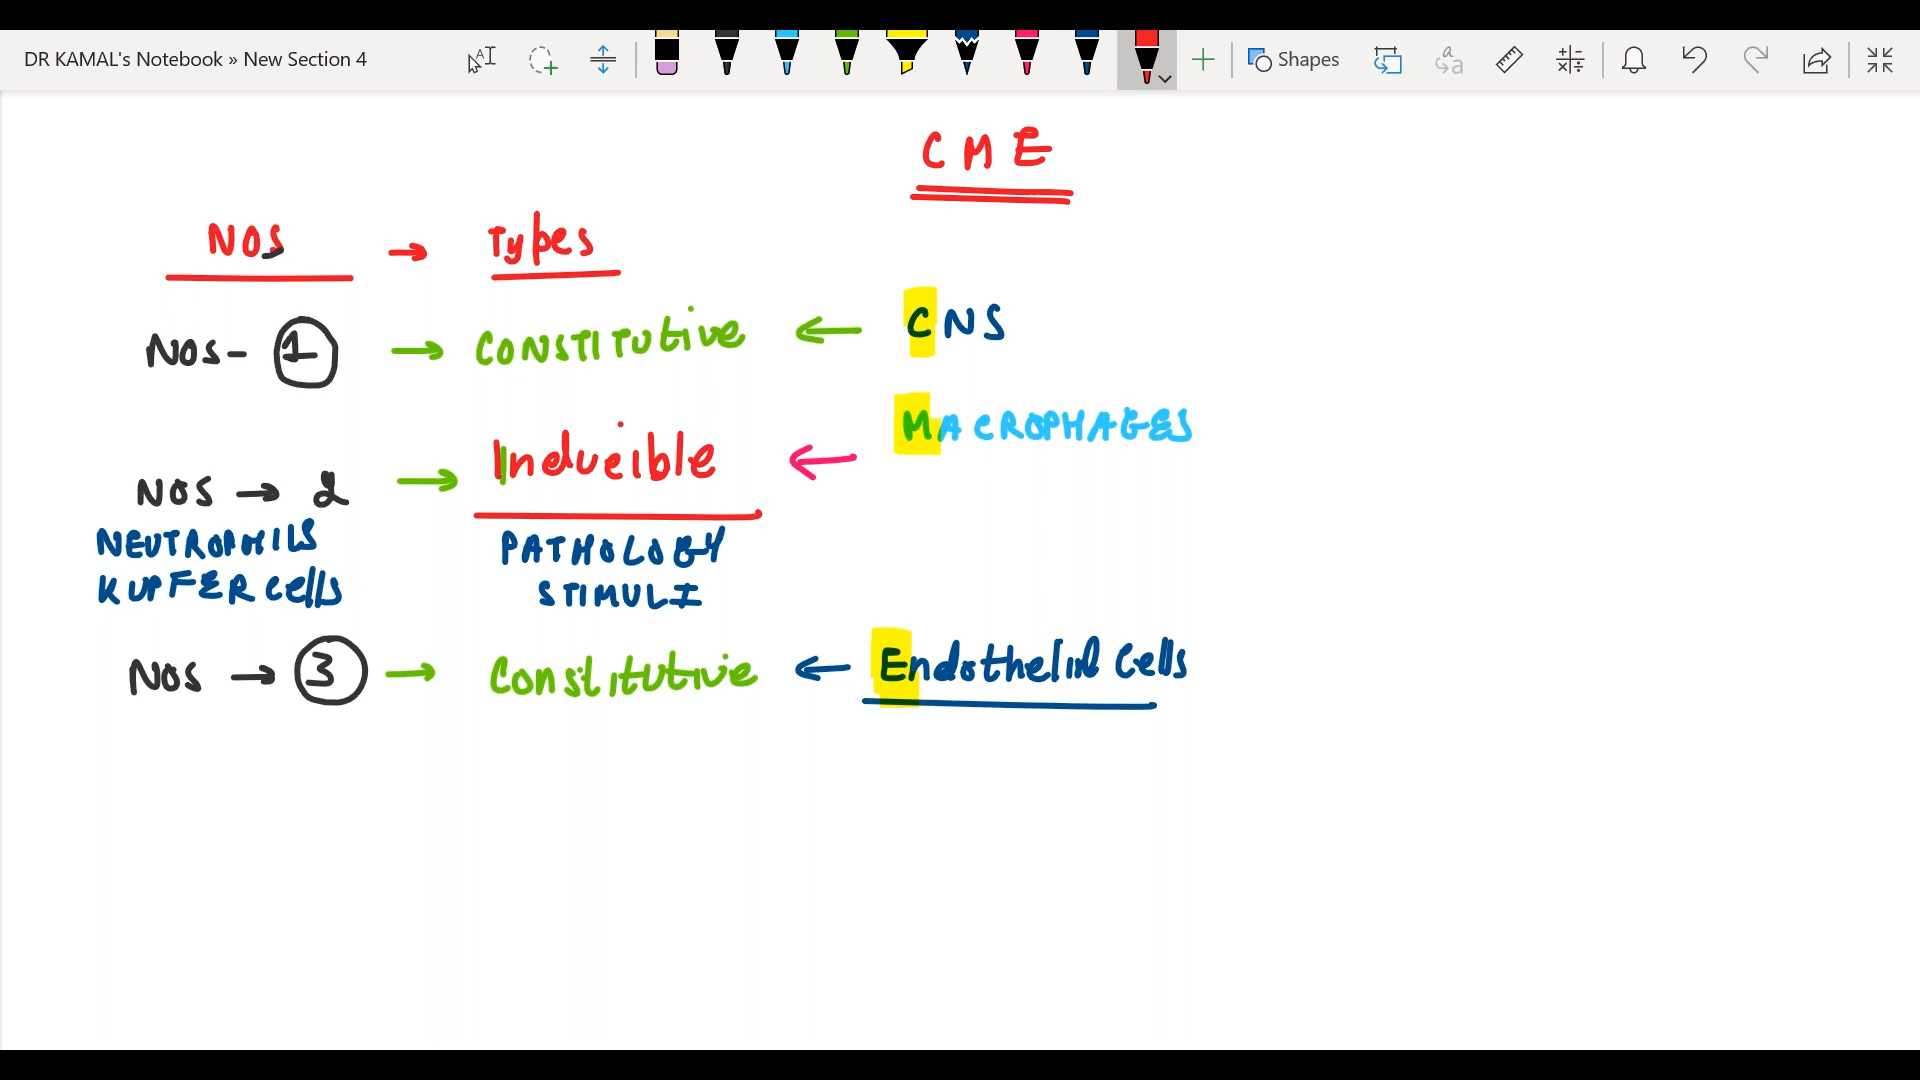 DR KAMAL's Notebook » New Section 4
Shapes
CME
NOS → Types
NOS- 1 → CONSTITUTIVE ← CNS
NOS → 2 → Inducible ← MACROPHAGES
NEUTROPHILS
KUPFER CELLS
PATHOLOGY
STIMULI
NOS → 3 → Constitutive ← Endothelial Cells